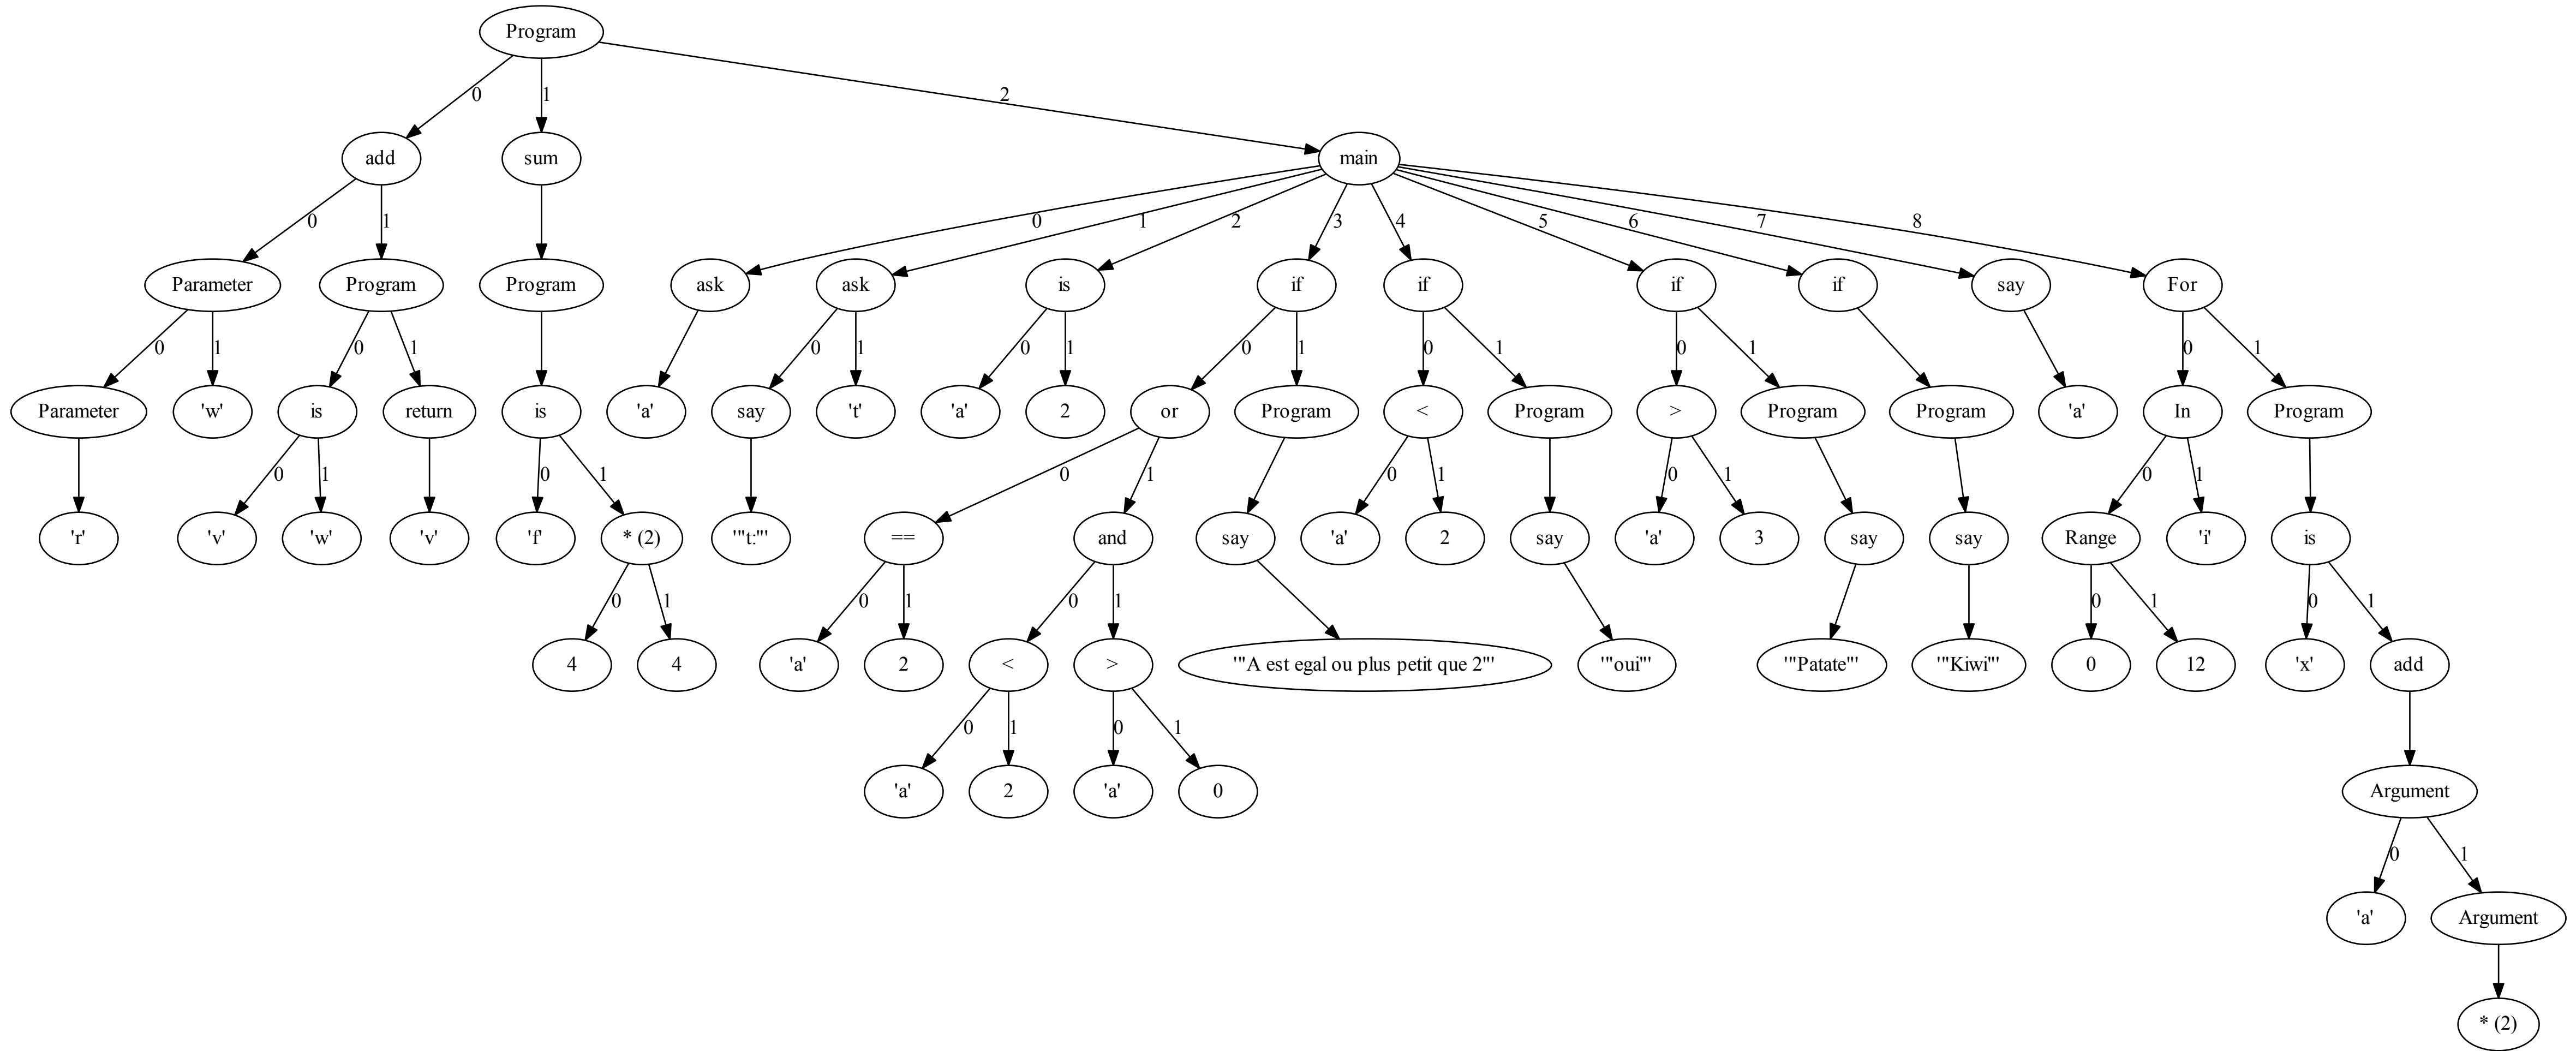 Program
0 1 2
add sum main
0 1 0 1 2 3 4 5 6 7 8
Parameter Program Program ask ask is if if if if say For
0 1 0 1 0 1 0 1 0 1 0 1 0 1 0 1
Parameter 'w' is return is 'a' say 't' 'a' 2 or Program < Program > Program Program 'a' In Program
0 1 0 1 0 1 0 1 0 1 0 1
'r' 'v' 'w' 'v' 'f' * (2) '"t:"' == and say 'a' 2 say 'a' 3 say say Range 'i' is
0 1 0 1 0 1 0 1 0 1
4 4 'a' 2 < > '"A est egal ou plus petit que 2"' '"oui"' '"Patate"' '"Kiwi"' 0 12 'x' add
0 1 0 1
'a' 2 'a' 0 Argument
0 1
'a' Argument
* (2)